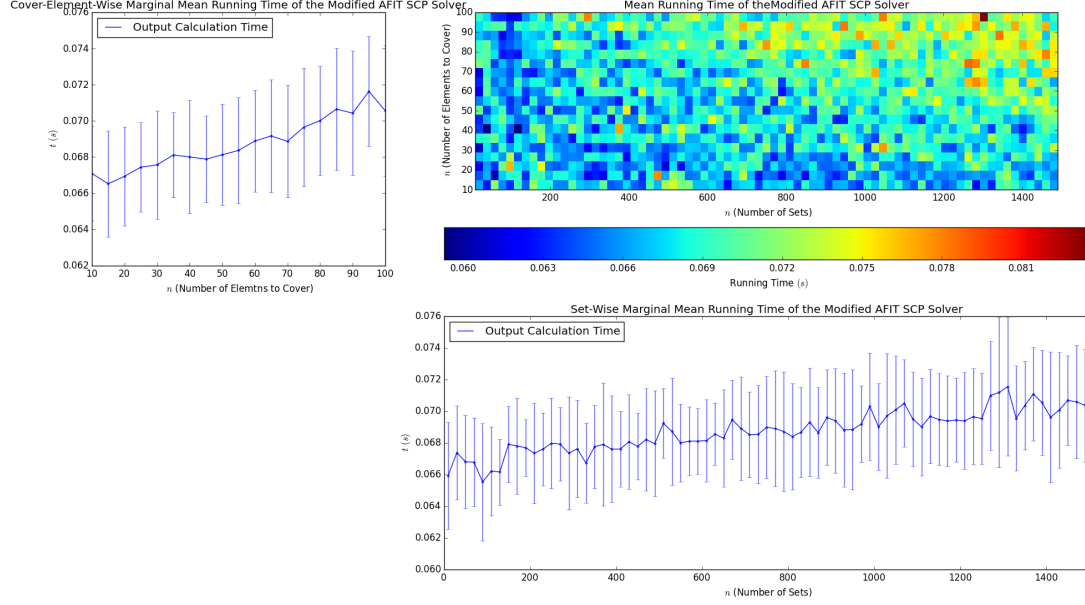 Cover-Element-Wise Marginal Mean Running Time of the Modified AFIT SCP Solver
0.076
0.074
0.072
0.070
0.068
0.066
0.064
0.062
t (s)
Output Calculation Time
10 20 30 40 50 60 70 80 90 100
n (Number of Elemtns to Cover)
Mean Running Time of theModified AFIT SCP Solver
100
90
80
70
60
50
40
30
20
10
n (Number of Elements to Cover)
200 400 600 800 1000 1200 1400
n (Number of Sets)
0.060 0.063 0.066 0.069 0.072 0.075 0.078 0.081
Running Time (s)
Set-Wise Marginal Mean Running Time of the Modified AFIT SCP Solver
0.076
0.074
0.072
0.070
0.068
0.066
0.064
0.062
0.060
t (s)
Output Calculation Time
0 200 400 600 800 1000 1200 1400
n (Number of Sets)